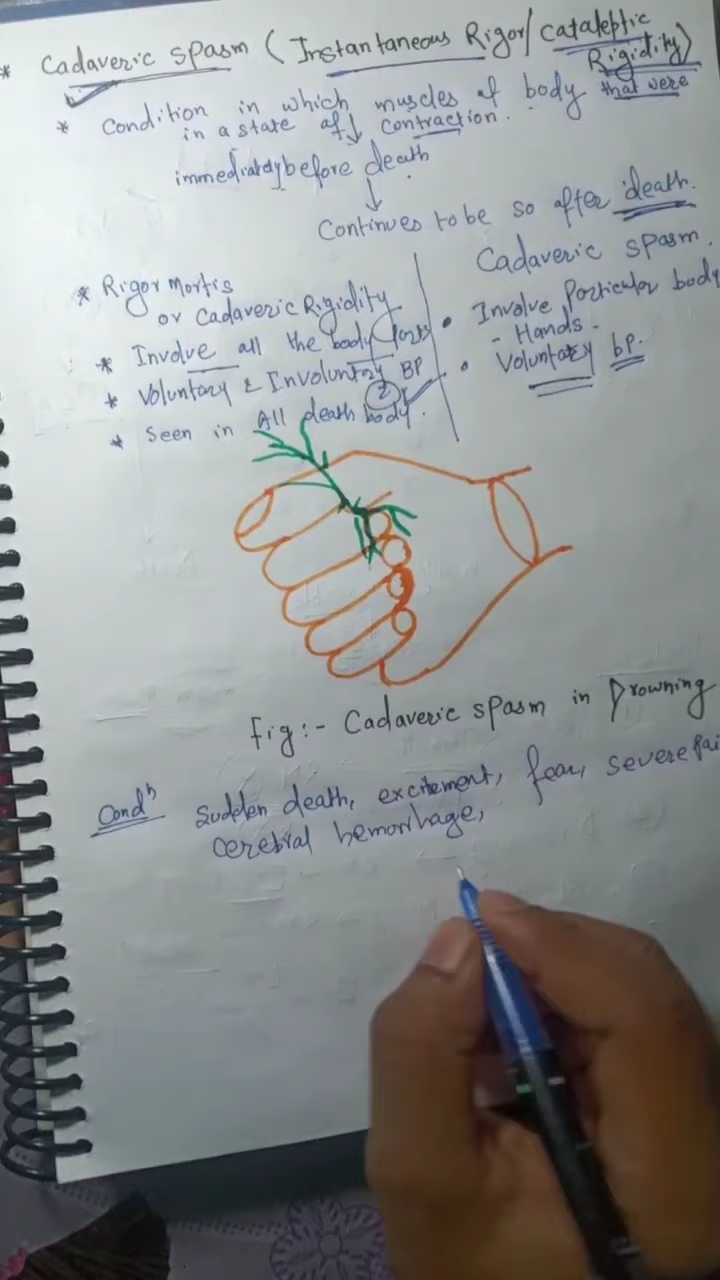 * Cadaveric spasm ( Instantaneous Rigor / Cataleptic Rigidity)
* Condition in which muscles of body that were
in a state of contraction.
immediately before death
Continues to be so after death.
* Rigor Mortis
or Cadaveric Rigidity
* Involve all the body parts
* Voluntary & Involuntary BP
* Seen in All death body.
Cadaveric spasm.
• Involve Particular body
- Hands.
• Voluntary bP.
Fig :- Cadaveric spasm in Drowning
Condⁿ Sudden death, excitement, fear, severe pai
cerebral hemorrhage,